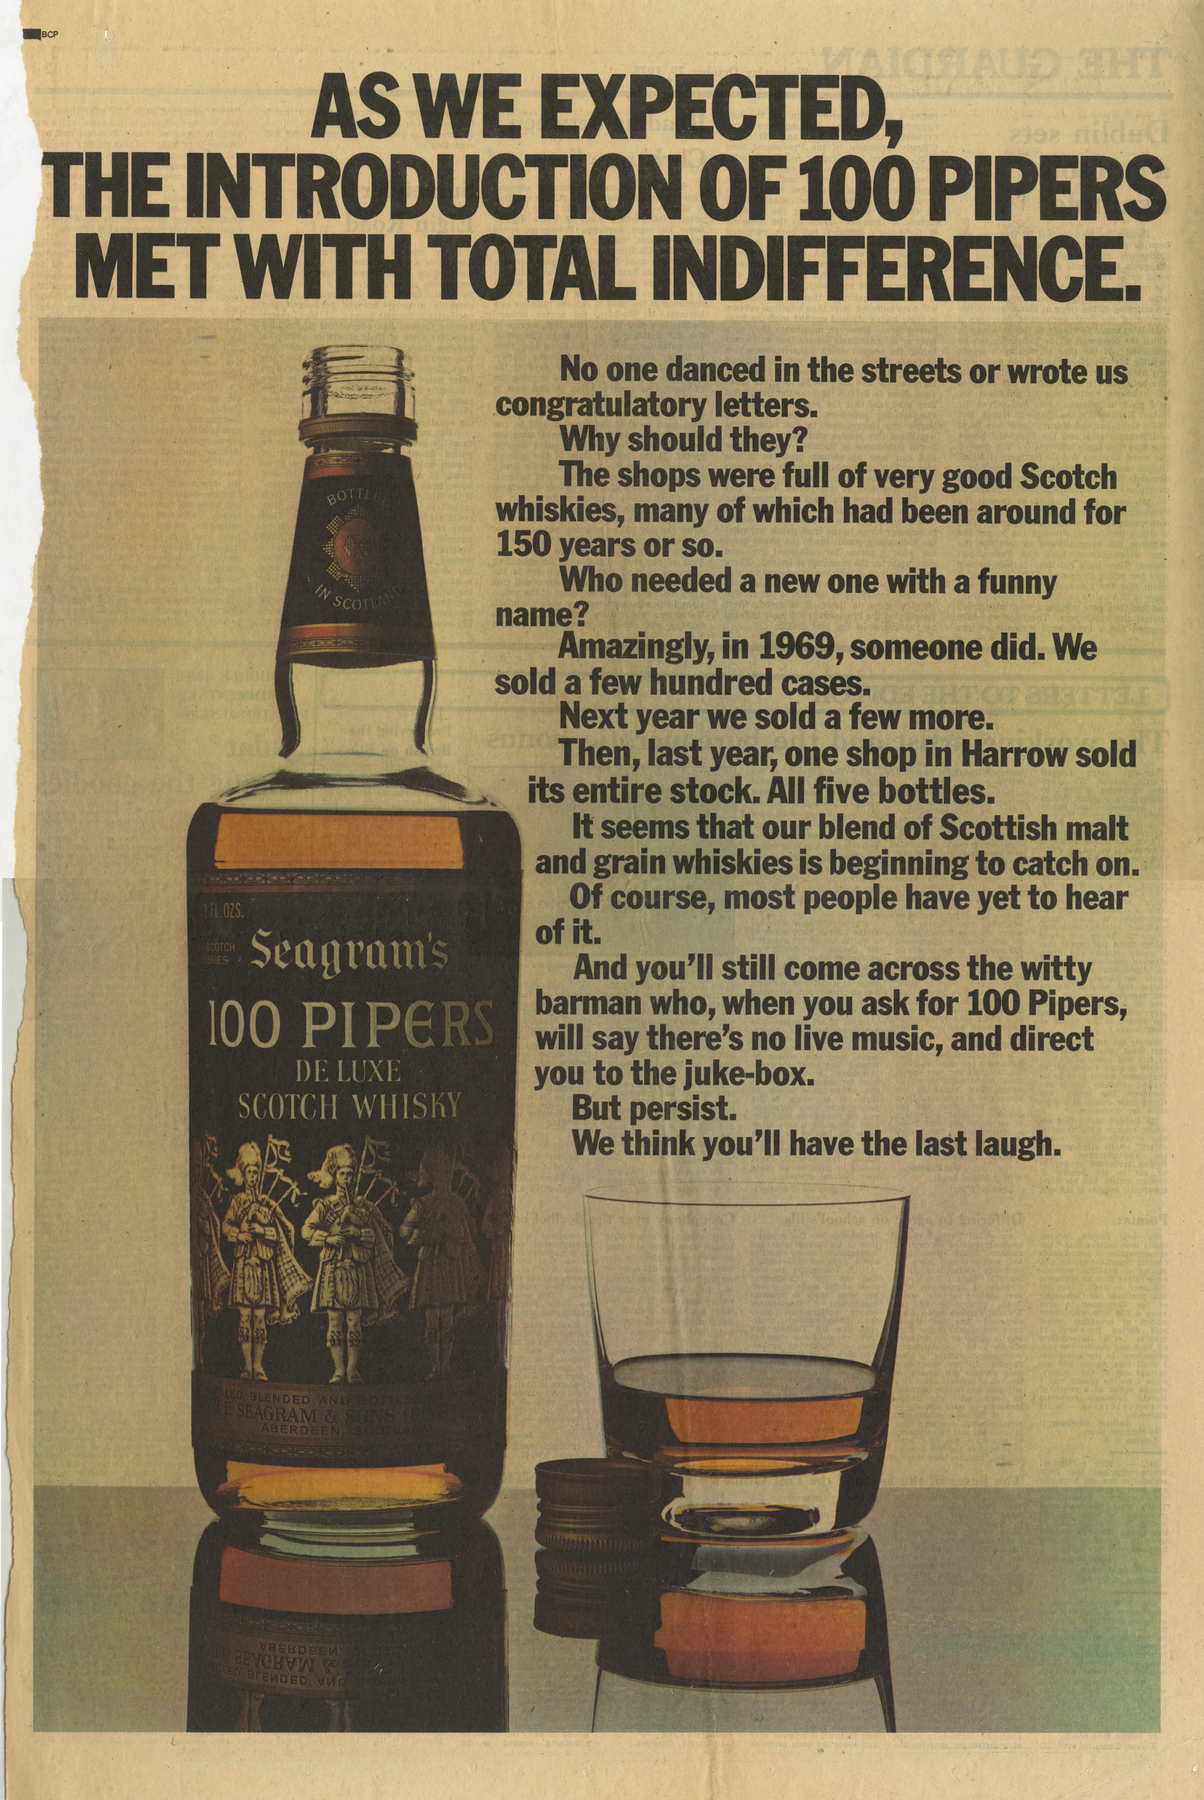 BCP
THE GUARDIAN
Dublin sets
AS WE EXPECTED,
THE INTRODUCTION OF 100 PIPERS
MET WITH TOTAL INDIFFERENCE.
No one danced in the streets or wrote us
congratulatory letters.
Why should they?
The shops were full of very good Scotch
whiskies, many of which had been around for
150 years or so.
Who needed a new one with a funny
name?
Amazingly, in 1969, someone did. We
sold a few hundred cases.
Next year we sold a few more.
Then, last year, one shop in Harrow sold
its entire stock. All five bottles.
It seems that our blend of Scottish malt
and grain whiskies is beginning to catch on.
Of course, most people have yet to hear
of it.
And you'll still come across the witty
barman who, when you ask for 100 Pipers,
will say there's no live music, and direct
you to the juke-box.
But persist.
We think you'll have the last laugh.
BOTTLED
IN SCOTLAND
FL. OZS.
SCOTCH
Seagram's
100 PIPERS
DE LUXE
SCOTCH WHISKY
BLENDED AND
SEAGRAM & SONS
ABERDEEN, SCOTLAND